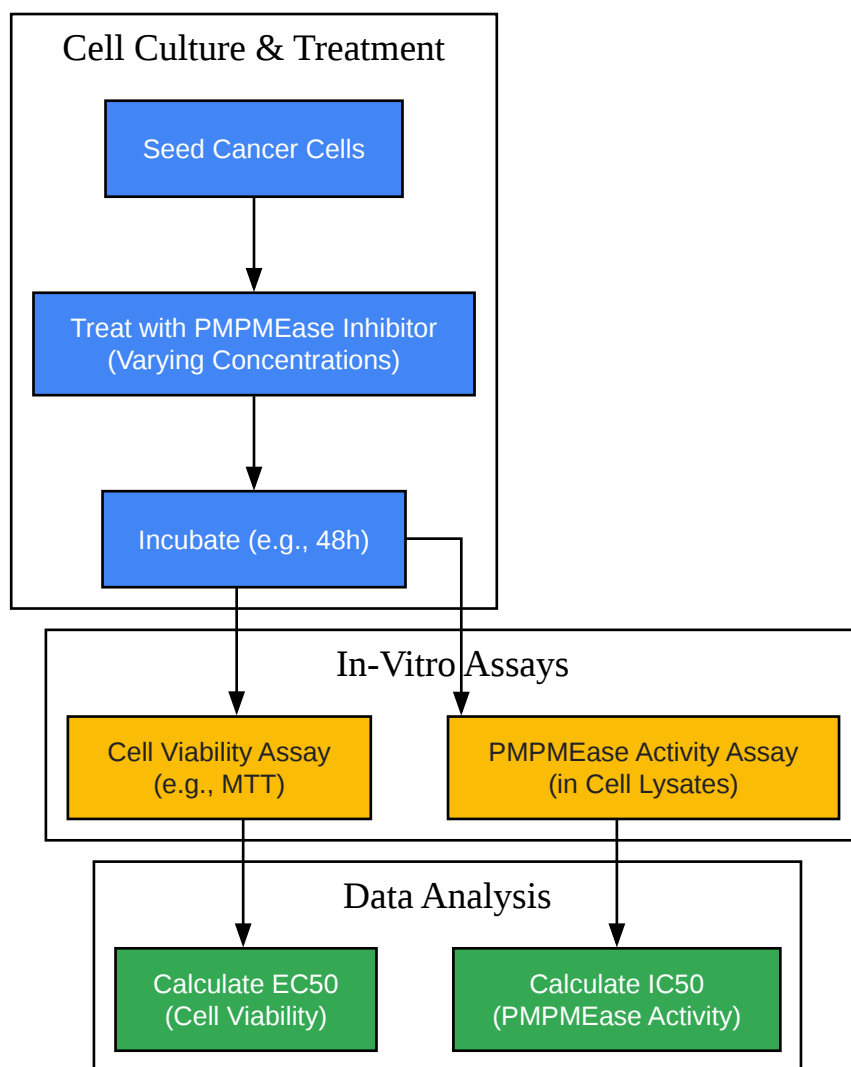 Cell Culture & Treatment
Seed Cancer Cells
Treat with PMPMEase Inhibitor
(Varying Concentrations)
Incubate (e.g., 48h)
In-Vitro Assays
Cell Viability Assay
(e.g., MTT)
PMPMEase Activity Assay
(in Cell Lysates)
Data Analysis
Calculate EC50
(Cell Viability)
Calculate IC50
(PMPMEase Activity)